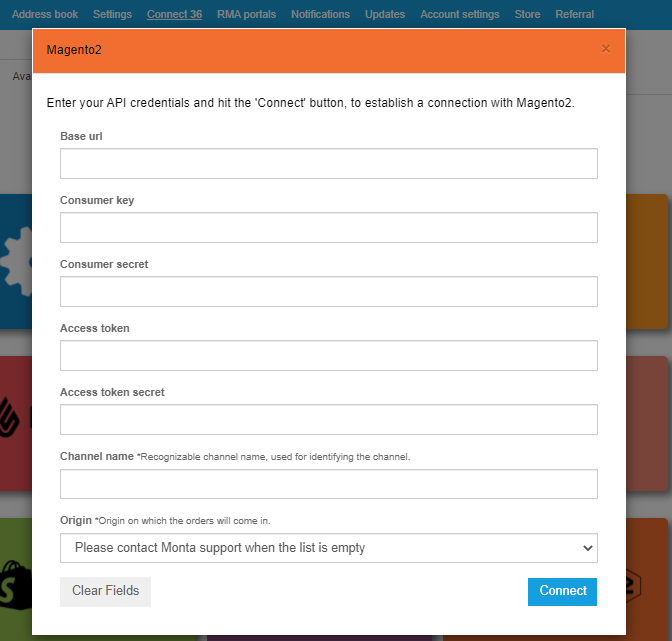 Address book Settings Connect 36 RMA portals Notifications Updates Account settings Store Referral
Magento2 ×
Ava
Enter your API credentials and hit the 'Connect' button, to establish a connection with Magento2.
Base url
Consumer key
Consumer secret
Access token
Access token secret
Channel name *Recognizable channel name, used for identifying the channel.
Origin *Origin on which the orders will come in.
Please contact Monta support when the list is empty
Clear Fields Connect